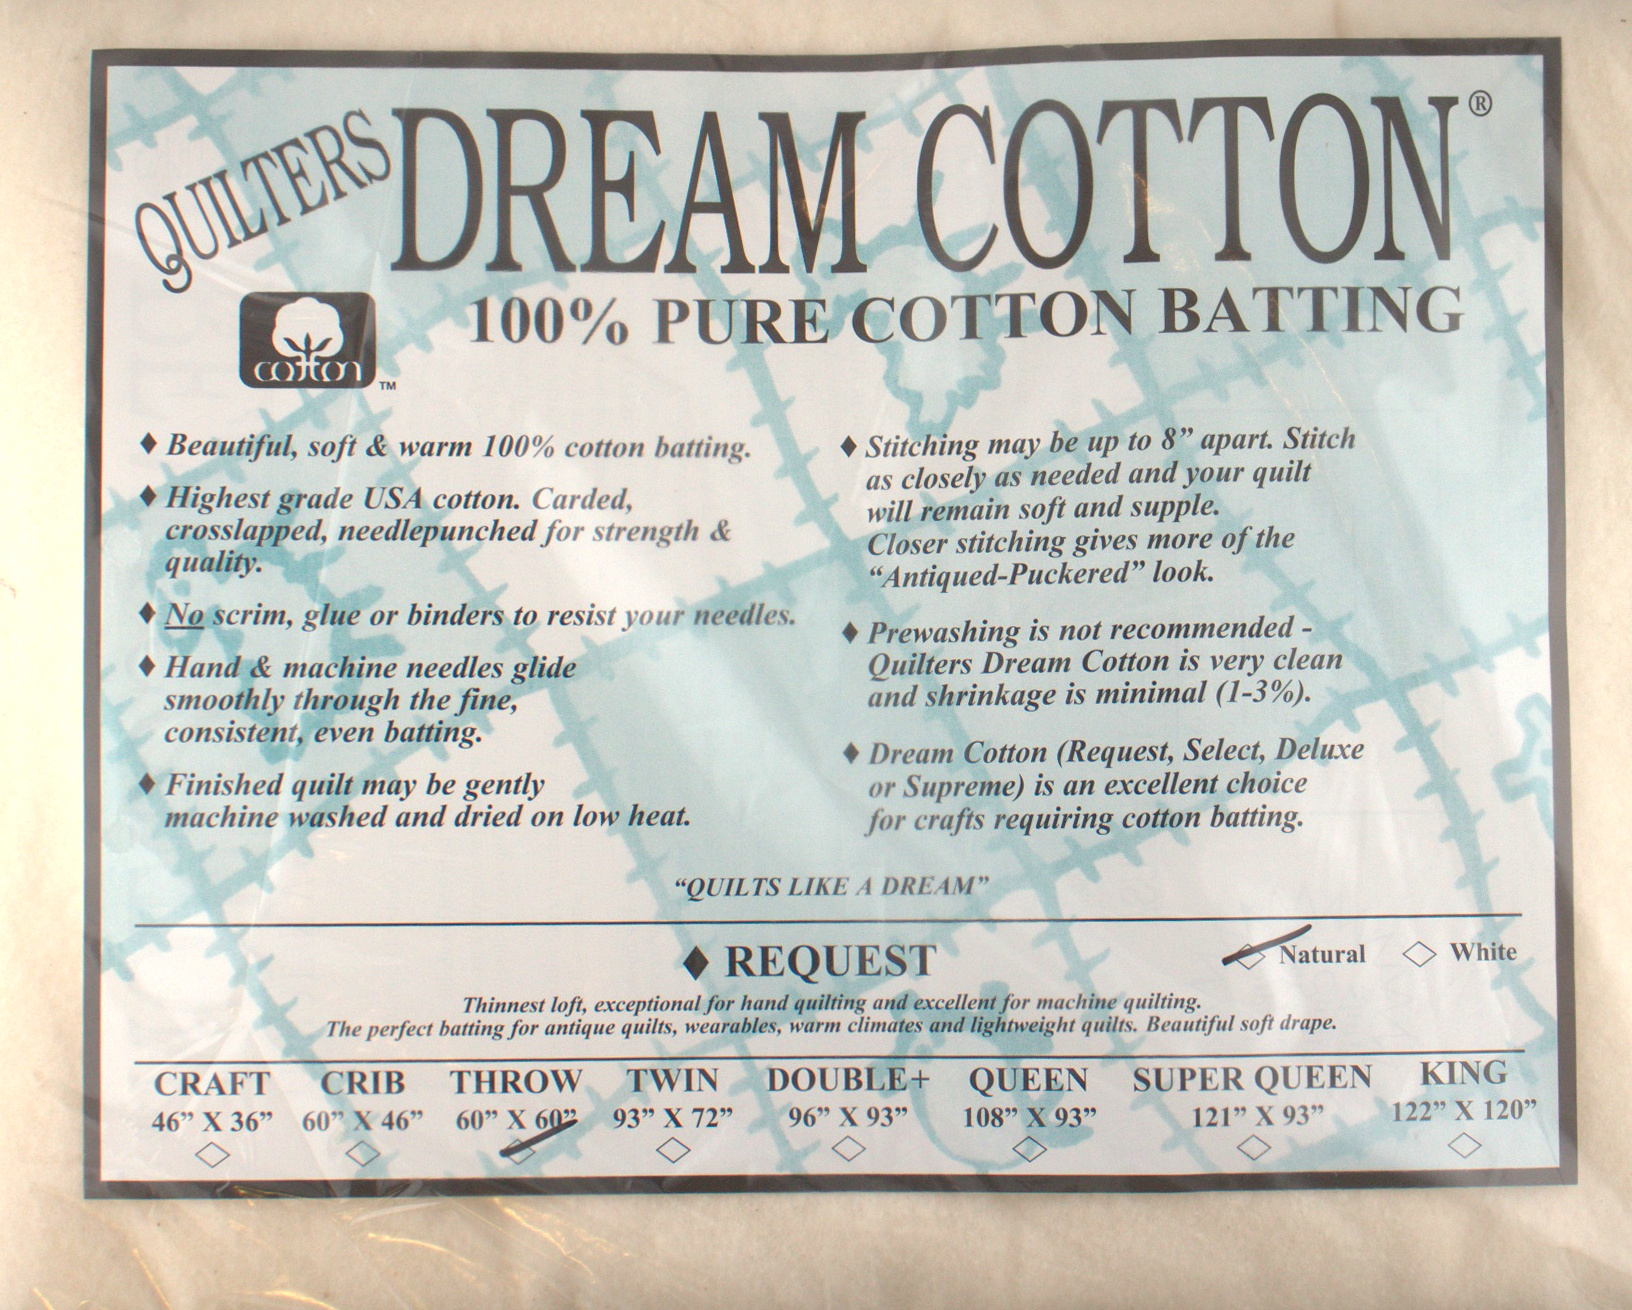 QUILTERS DREAM COTTON®
100% PURE COTTON BATTING
cotton ™
♦ Beautiful, soft & warm 100% cotton batting.
♦ Highest grade USA cotton. Carded,
crosslapped, needlepunched for strength &
quality.
♦ No scrim, glue or binders to resist your needles.
♦ Hand & machine needles glide
smoothly through the fine,
consistent, even batting.
♦ Finished quilt may be gently
machine washed and dried on low heat.
♦ Stitching may be up to 8” apart. Stitch
as closely as needed and your quilt
will remain soft and supple.
Closer stitching gives more of the
“Antiqued-Puckered” look.
♦ Prewashing is not recommended -
Quilters Dream Cotton is very clean
and shrinkage is minimal (1-3%).
♦ Dream Cotton (Request, Select, Deluxe
or Supreme) is an excellent choice
for crafts requiring cotton batting.
“QUILTS LIKE A DREAM”
♦ REQUEST
Natural ◇ White
Thinnest loft, exceptional for hand quilting and excellent for machine quilting.
The perfect batting for antique quilts, wearables, warm climates and lightweight quilts. Beautiful soft drape.
CRAFT CRIB THROW TWIN DOUBLE+ QUEEN SUPER QUEEN KING
46” X 36” 60” X 46” 60” X 60” 93” X 72” 96” X 93” 108” X 93” 121” X 93” 122” X 120”